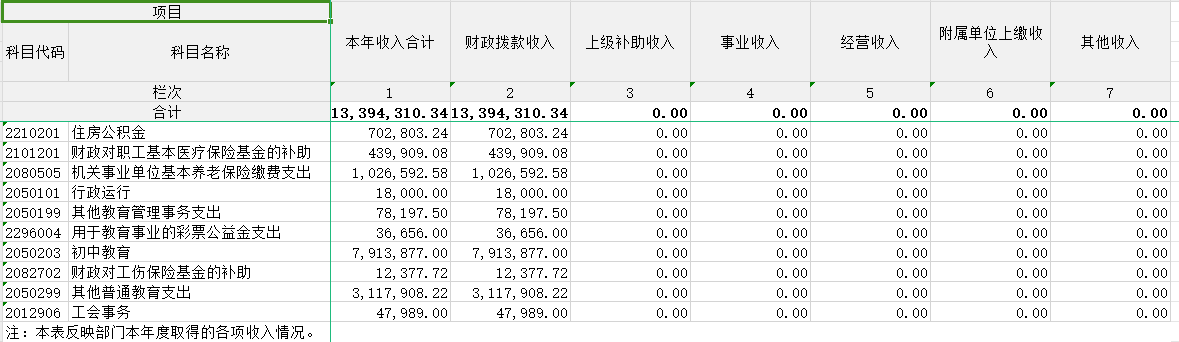 项目
科目代码 科目名称 本年收入合计 财政拨款收入 上级补助收入 事业收入 经营收入 附属单位上缴收入 其他收入
栏次 1 2 3 4 5 6 7
合计 13,394,310.34 13,394,310.34 0.00 0.00 0.00 0.00 0.00
2210201 住房公积金 702,803.24 702,803.24 0.00 0.00 0.00 0.00 0.00
2101201 财政对职工基本医疗保险基金的补助 439,909.08 439,909.08 0.00 0.00 0.00 0.00 0.00
2080505 机关事业单位基本养老保险缴费支出 1,026,592.58 1,026,592.58 0.00 0.00 0.00 0.00 0.00
2050101 行政运行 18,000.00 18,000.00 0.00 0.00 0.00 0.00 0.00
2050199 其他教育管理事务支出 78,197.50 78,197.50 0.00 0.00 0.00 0.00 0.00
2296004 用于教育事业的彩票公益金支出 36,656.00 36,656.00 0.00 0.00 0.00 0.00 0.00
2050203 初中教育 7,913,877.00 7,913,877.00 0.00 0.00 0.00 0.00 0.00
2082702 财政对工伤保险基金的补助 12,377.72 12,377.72 0.00 0.00 0.00 0.00 0.00
2050299 其他普通教育支出 3,117,908.22 3,117,908.22 0.00 0.00 0.00 0.00 0.00
2012906 工会事务 47,989.00 47,989.00 0.00 0.00 0.00 0.00 0.00
注：本表反映部门本年度取得的各项收入情况。